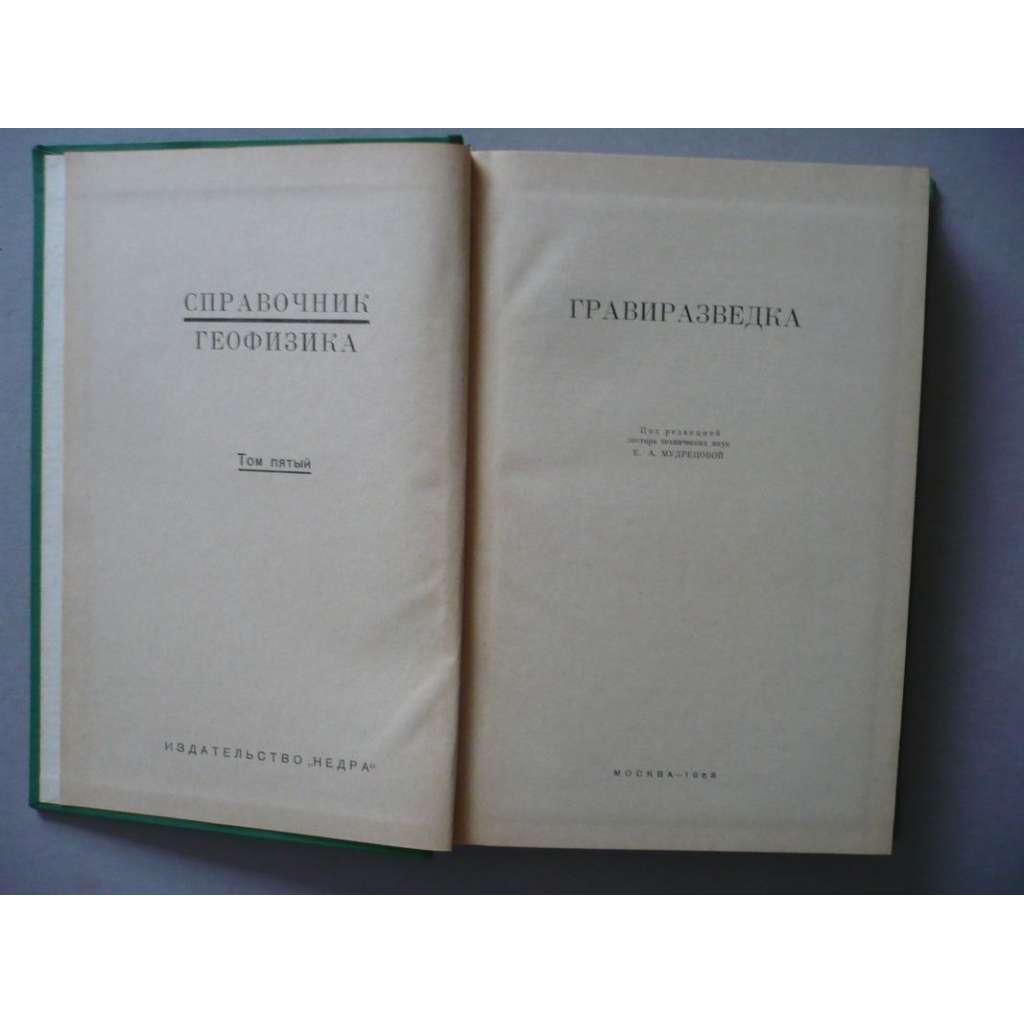 СПРАВОЧНИК
ГЕОФИЗИКА
Том пятый
ИЗДАТЕЛЬСТВО „НЕДРА"
ГРАВИРАЗВЕДКА
Под редакцией
доктора технических наук
Е. А. МУДРЕЦОВОЙ
МОСКВА—1968